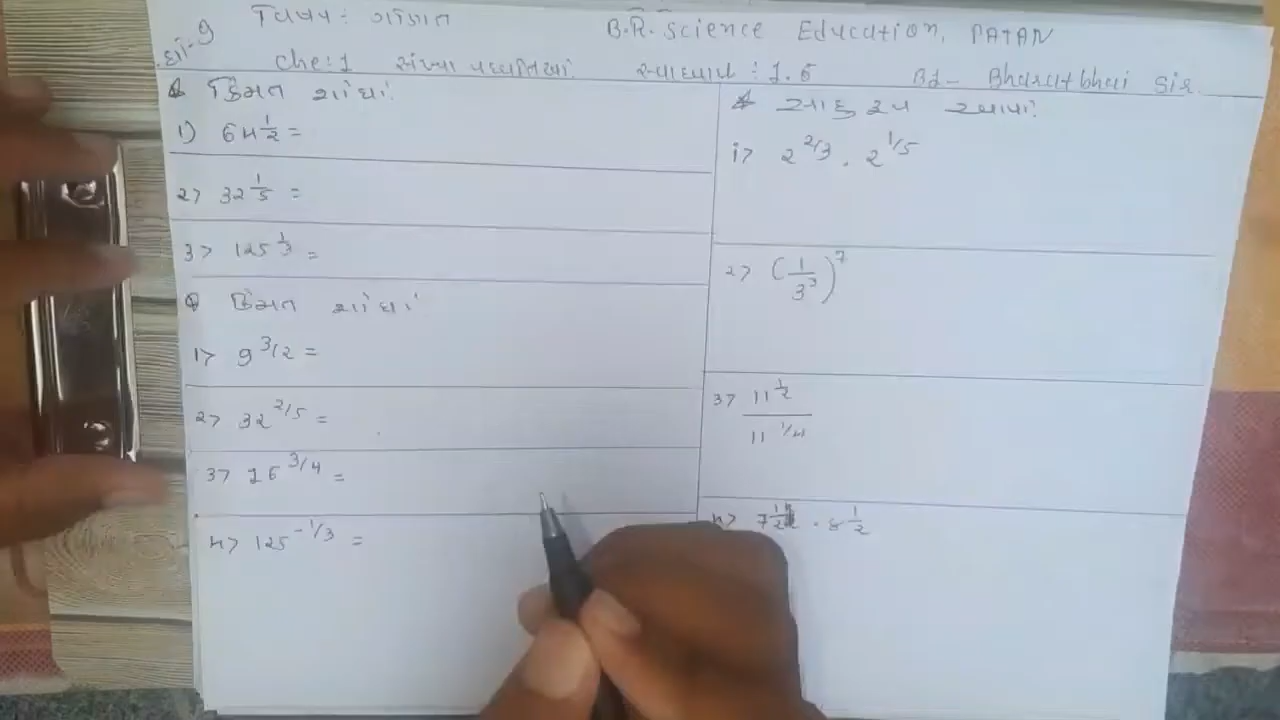 વિષય : ગણિત B.R. Science Education, PATAN
ધો-9 Che:1 સંખ્યા પદ્ધતિઓ સ્વાધ્યાય : 1.5 By- Bharatbhai Sir.
કિંમત શોધો.
1) 64^1/2 =
2> 32^1/5 =
3> 125^1/3 =
કિંમત શોધો
1> 9^3/2 =
2> 32^2/5 =
3> 16^3/4 =
4> 125^-1/3 =
સાદુ રૂપ આપો.
1> 2^2/3 . 2^1/5
2> (1/3^3)^7
3> 11^1/2 / 11^1/4
4> 7^1/2 . 8^1/2